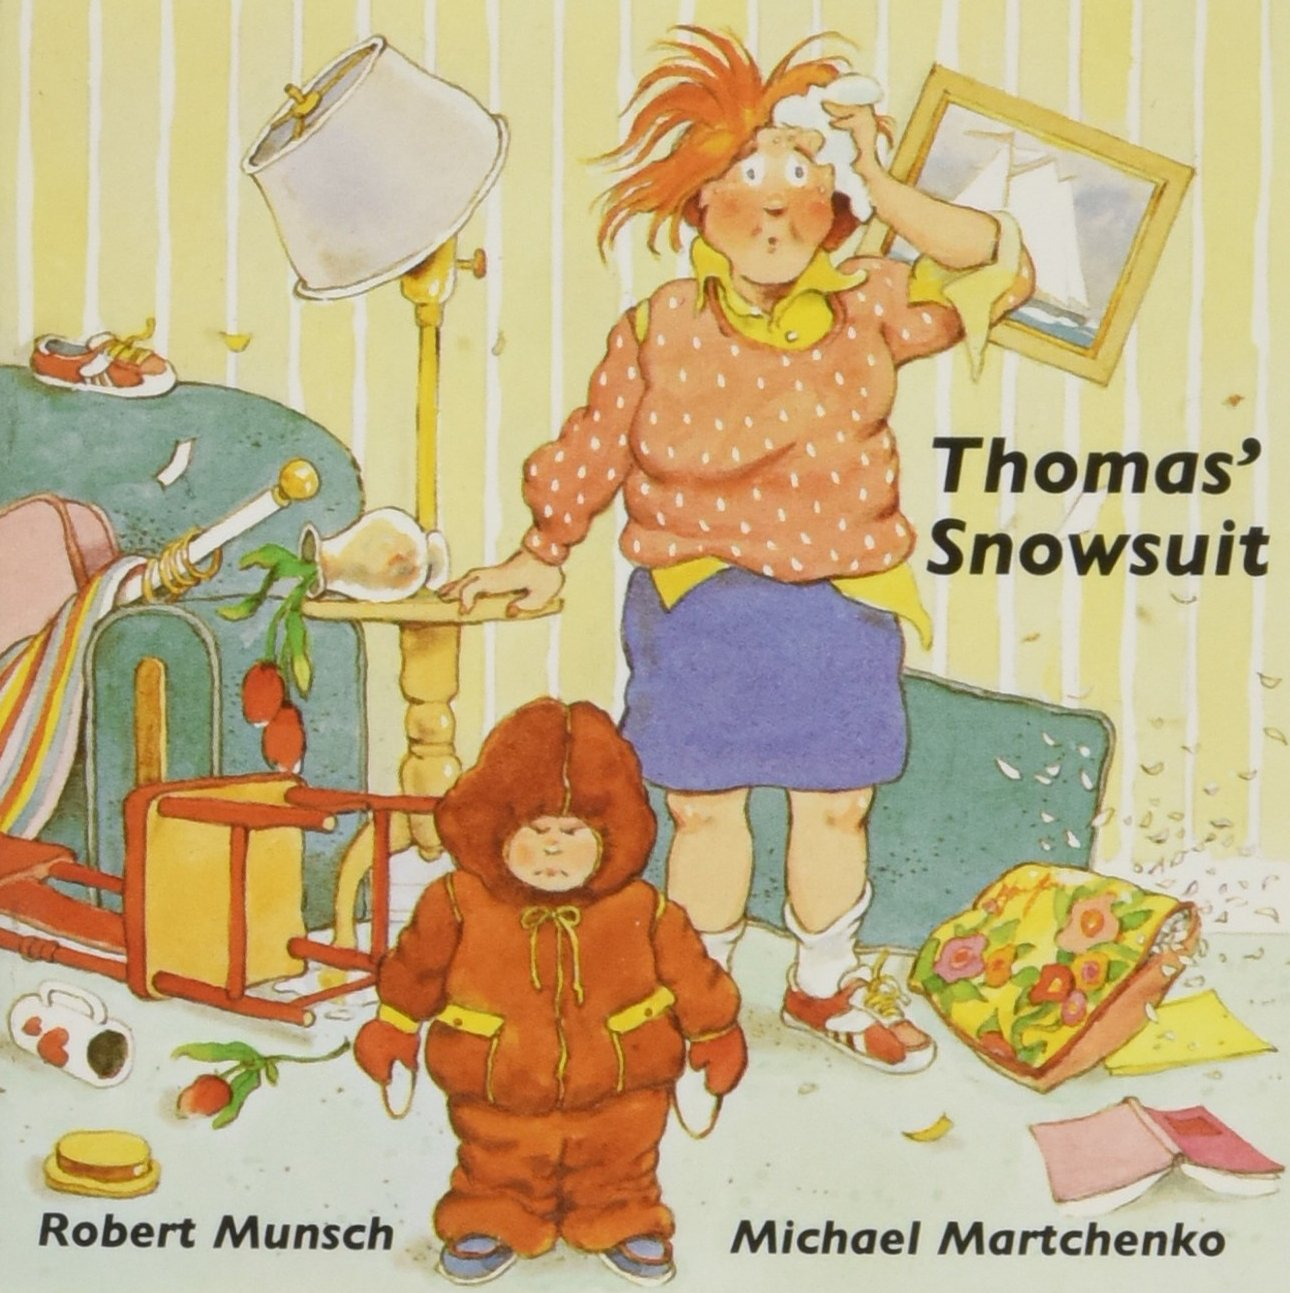 Thomas’
Snowsuit
Robert Munsch
Michael Martchenko